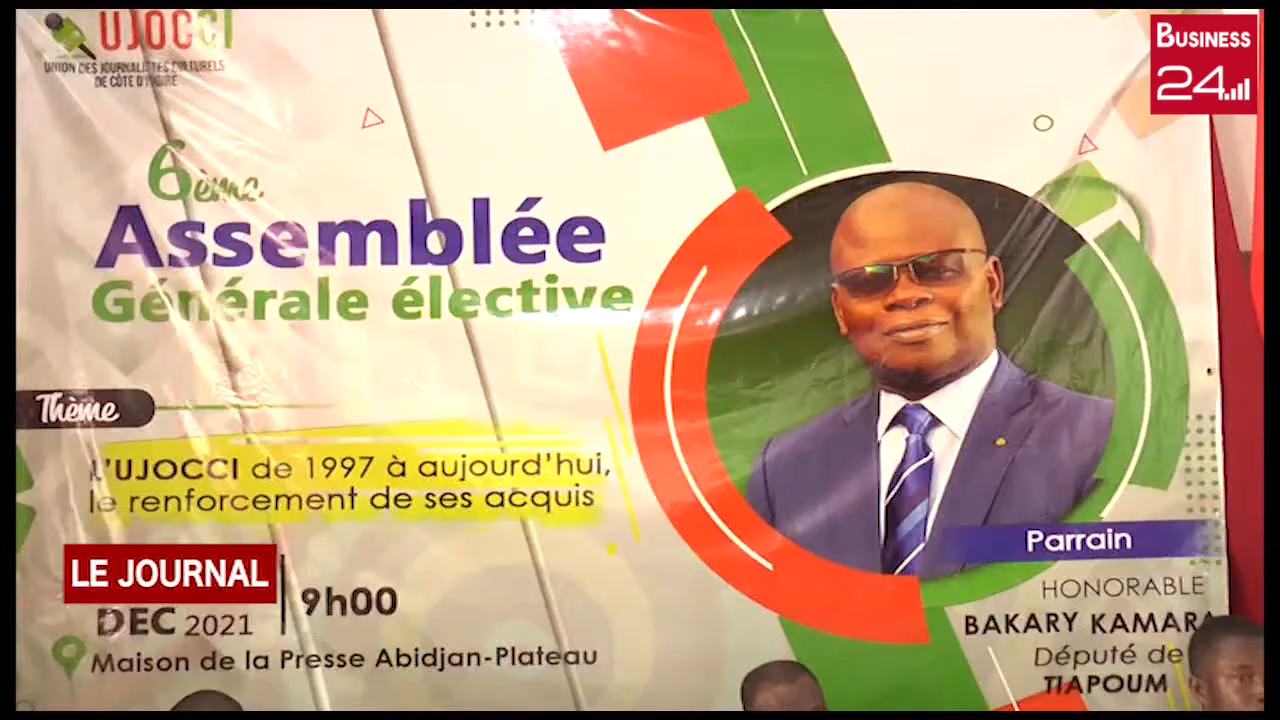 UJOCCI
UNION DES JOURNALISTES CULTURELS
DE CÔTE D'IVOIRE
BUSINESS
24
6ème
Assemblée
Générale élective
Thème
L'UJOCCI de 1997 à aujourd'hui,
le renforcement de ses acquis
LE JOURNAL
DEC 2021
9h00
Maison de la Presse Abidjan-Plateau
Parrain
HONORABLE
BAKARY KAMARA
Député de
TIAPOUM